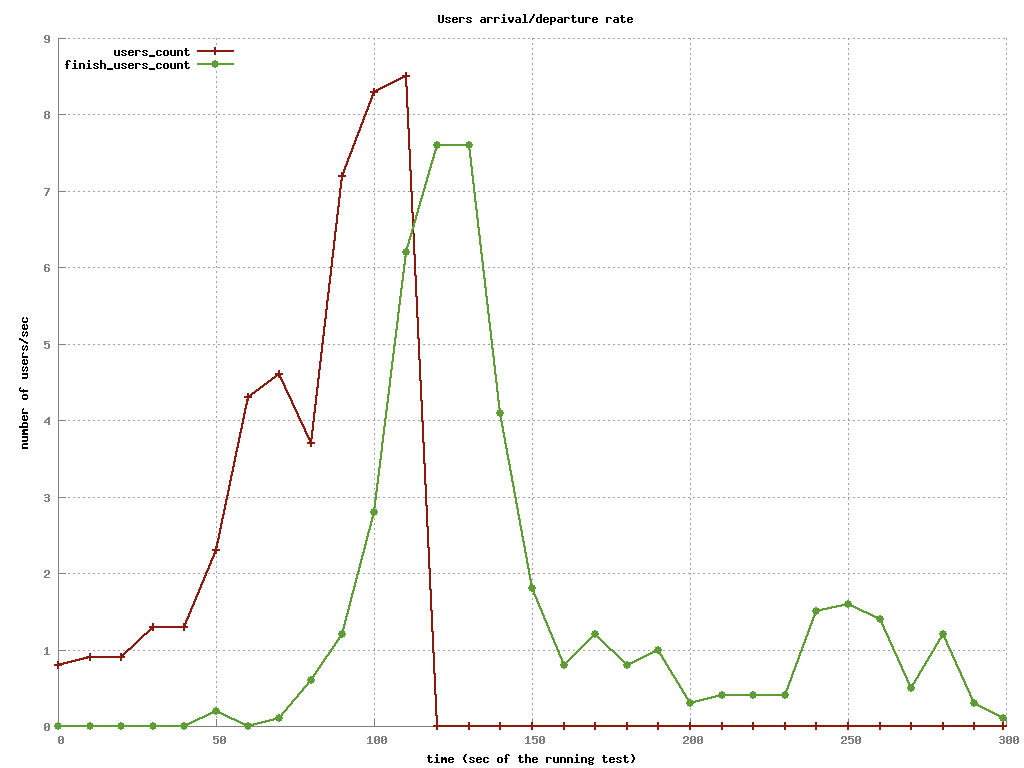 Users arrival/departure rate
users_count
finish_users_count
9
8
7
6
5
4
3
2
1
0
number of users/sec
0 50 100 150 200 250 300
time (sec of the running test)